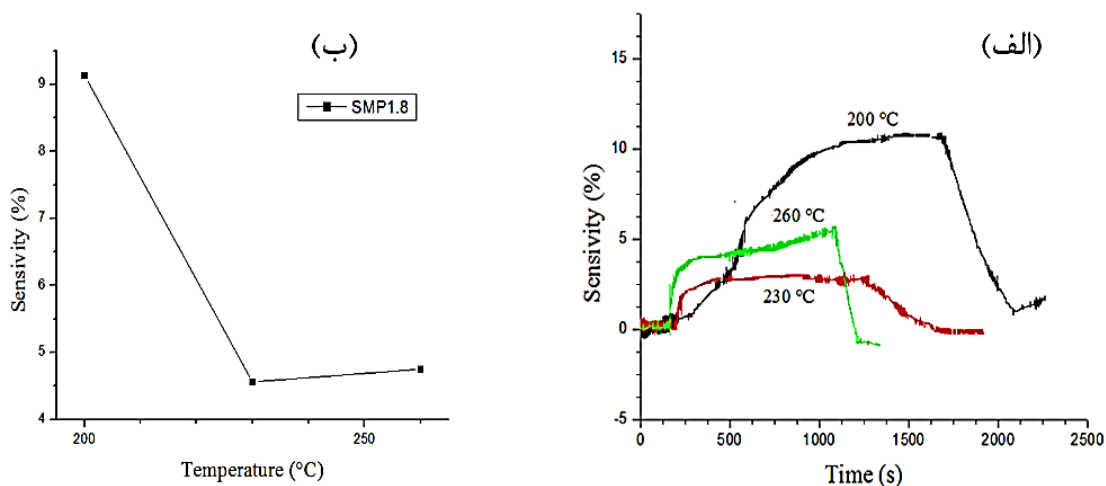 (ب)
SMP1.8
9
8
7
6
5
4
Sensivity (%)
200
250
Temperature (°C)
(الف)
200 °C
260 °C
230 °C
15
10
5
0
-5
Sensivity (%)
0
500
1000
1500
2000
2500
Time (s)